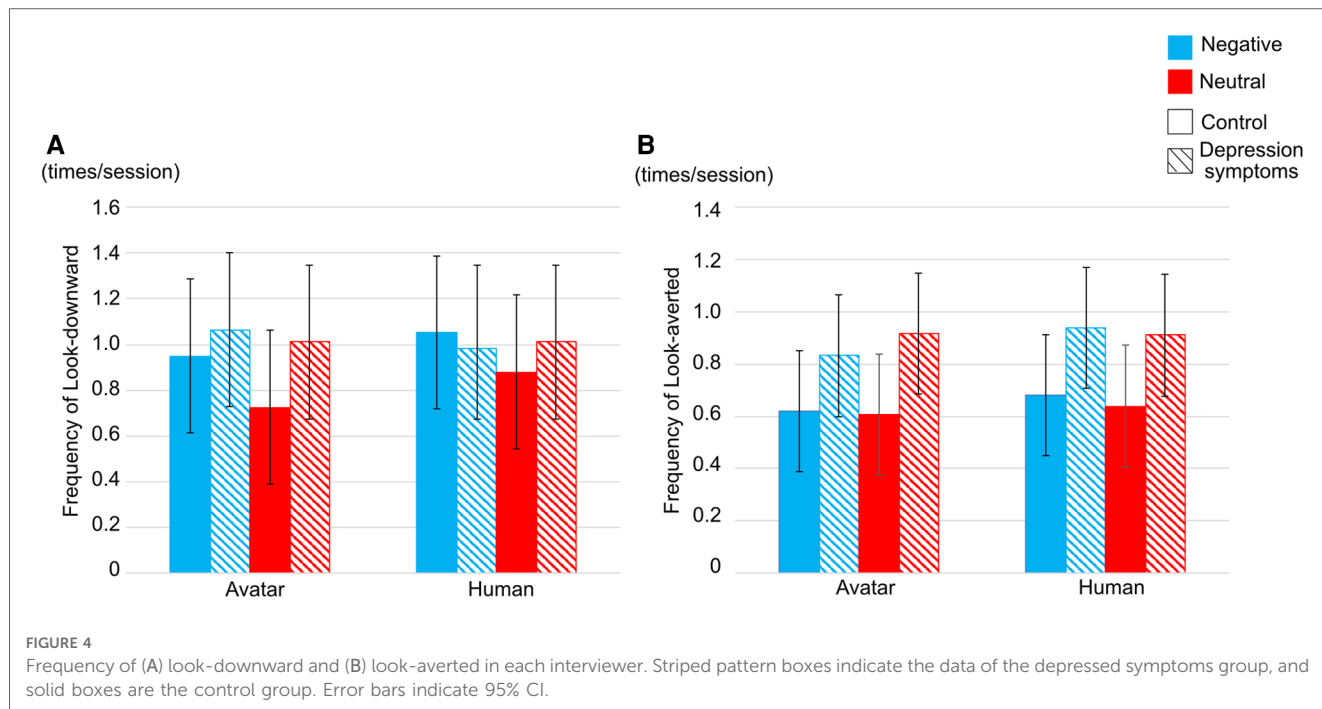 Negative
Neutral
Control
Depression
symptoms
A
(times/session)
Frequency of Look-downward
1.6
1.4
1.2
1.0
0.8
0.6
0.4
0.2
0
Avatar
Human
B
(times/session)
Frequency of Look-averted
1.4
1.2
1.0
0.8
0.6
0.4
0.2
0
Avatar
Human
FIGURE 4
Frequency of (A) look-downward and (B) look-averted in each interviewer. Striped pattern boxes indicate the data of the depressed symptoms group, and
solid boxes are the control group. Error bars indicate 95% CI.